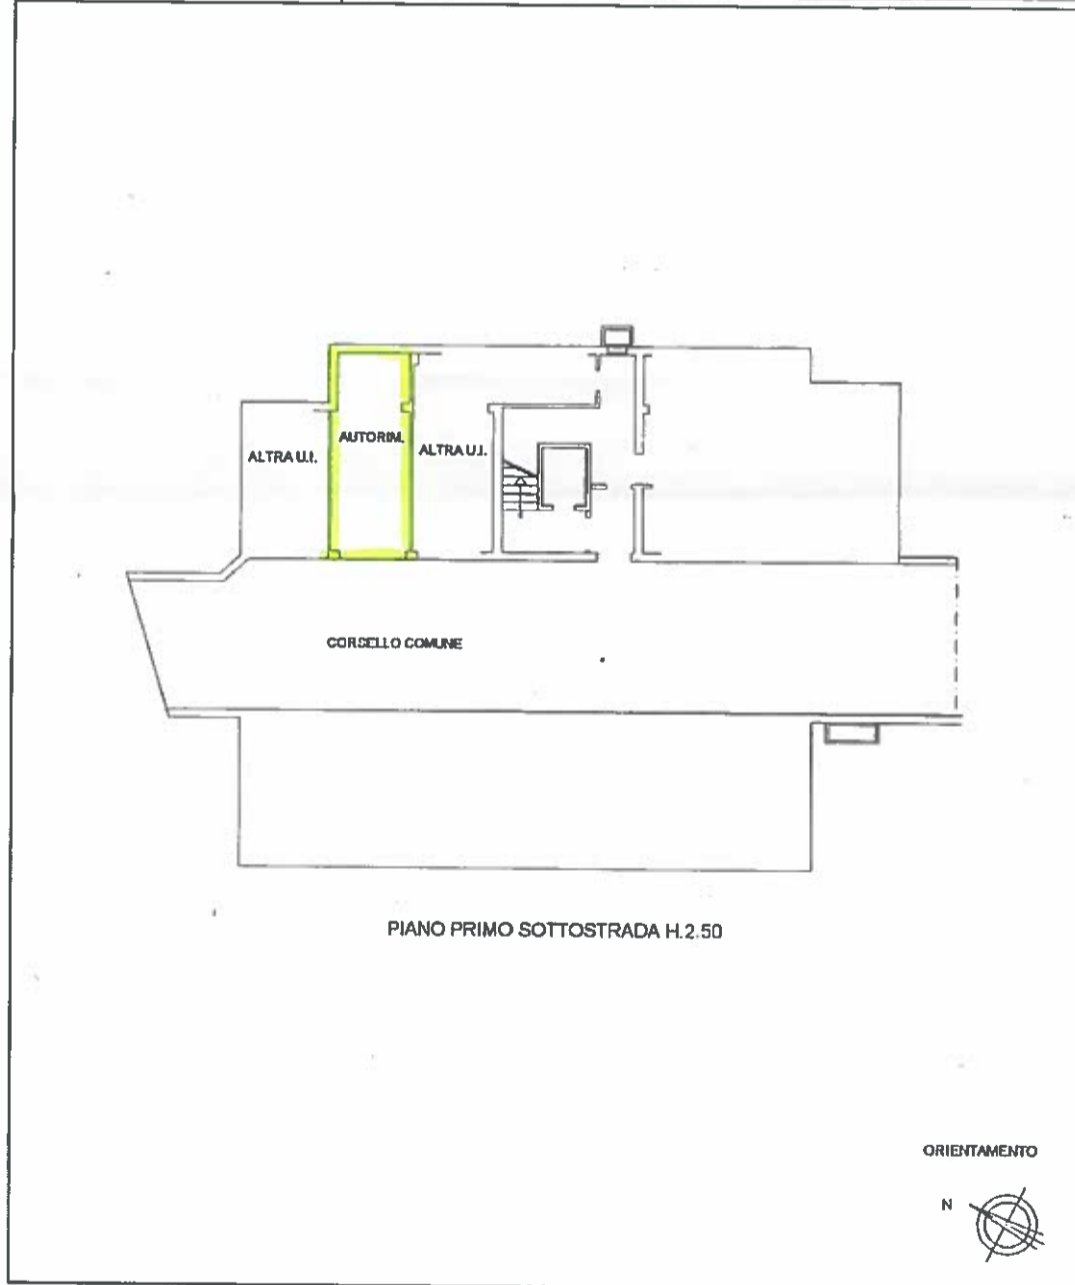 AUTORIM.
ALTRA U.I.
ALTRA U.I.
CORSELLO COMUNE
PIANO PRIMO SOTTOSTRADA H.2.50
ORIENTAMENTO
N